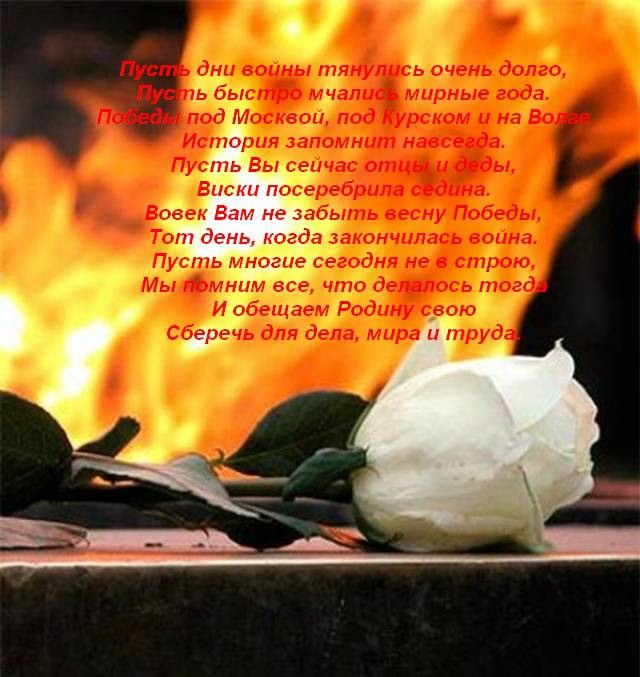 Пусть дни войны тянулись очень долго,
Пусть быстро мчались мирные года.
Победы под Москвой, под Курском и на Волге
История запомнит навсегда.
Пусть Вы сейчас отцы и деды,
Виски посеребрила седина.
Вовек Вам не забыть весну Победы,
Тот день, когда закончилась война.
Пусть многие сегодня не в строю,
Мы помним все, что делалось тогда
И обещаем Родину свою
Сберечь для дела, мира и труда.